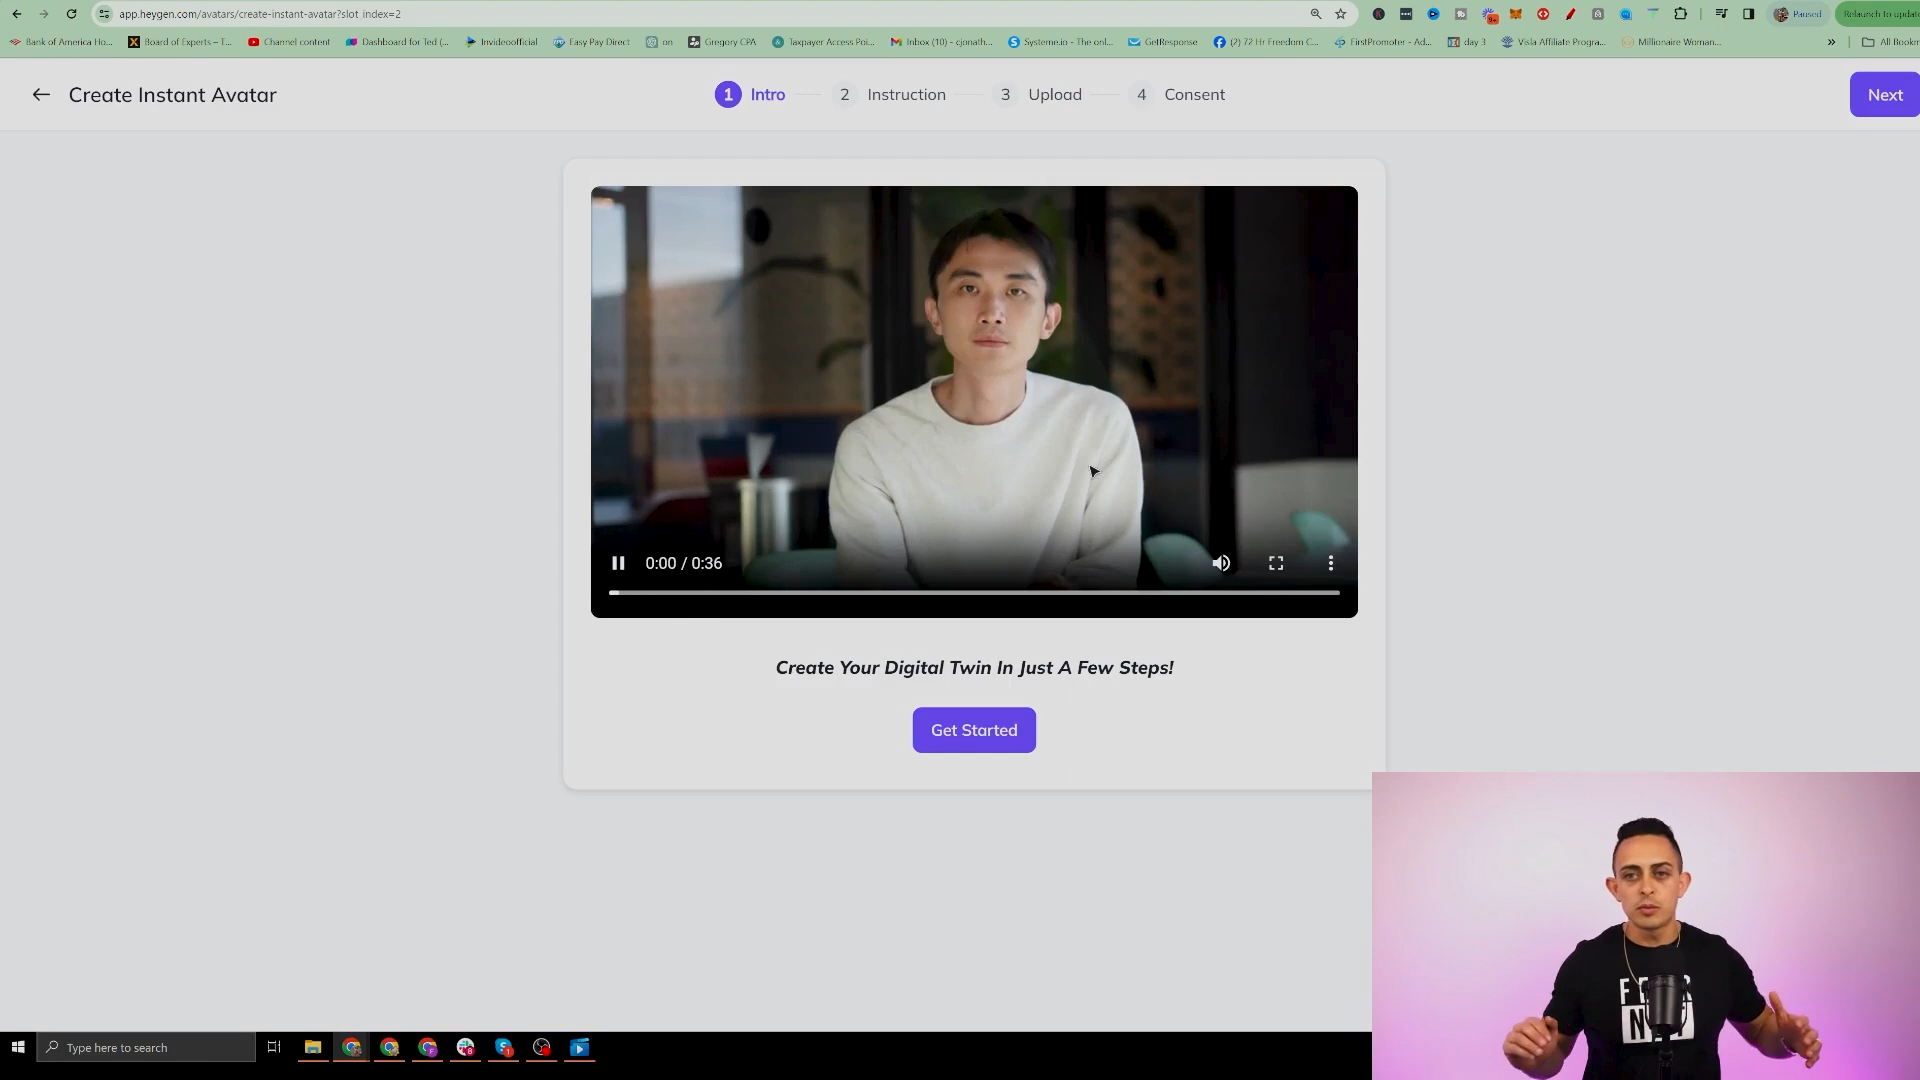 app.heygen.com/avatars/create-instant-avatar?slot_index=2
Paused
Relaunch to update
Bank of America Ho...
Board of Experts – T...
Channel content
Dashboard for Ted (...
Invideoofficial
Easy Pay Direct
on
Gregory CPA
Taxpayer Access Poi...
Inbox (10) - cjonath...
Systeme.io - The onl...
GetResponse
(2) 72 Hr Freedom C...
FirstPromoter - Ad...
day 3
Visla Affiliate Progra...
Millionaire Woman...
»
All Bookm
Create Instant Avatar
1 Intro
2 Instruction
3 Upload
4 Consent
Next
0:00 / 0:36
Create Your Digital Twin In Just A Few Steps!
Get Started
Type here to search